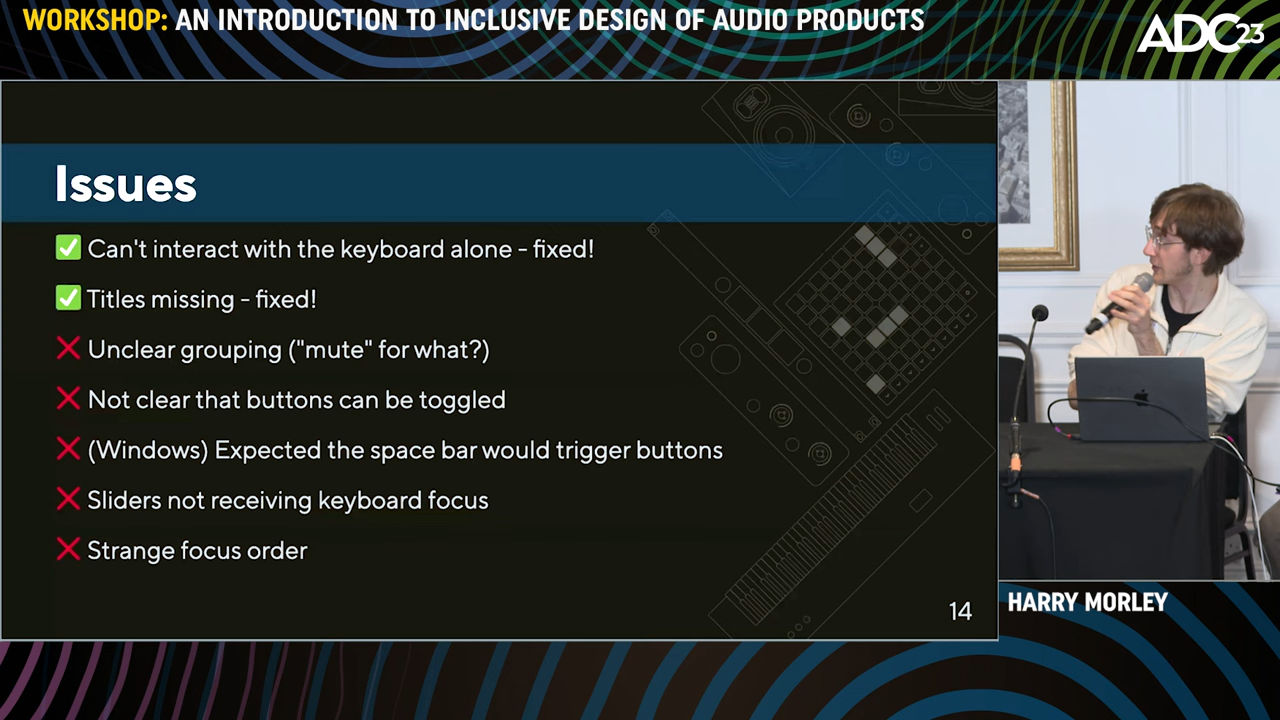 WORKSHOP: AN INTRODUCTION TO INCLUSIVE DESIGN OF AUDIO PRODUCTS
ADC23
Issues
✅ Can't interact with the keyboard alone - fixed!
✅ Titles missing - fixed!
❌ Unclear grouping ("mute" for what?)
❌ Not clear that buttons can be toggled
❌ (Windows) Expected the space bar would trigger buttons
❌ Sliders not receiving keyboard focus
❌ Strange focus order
14
HARRY MORLEY